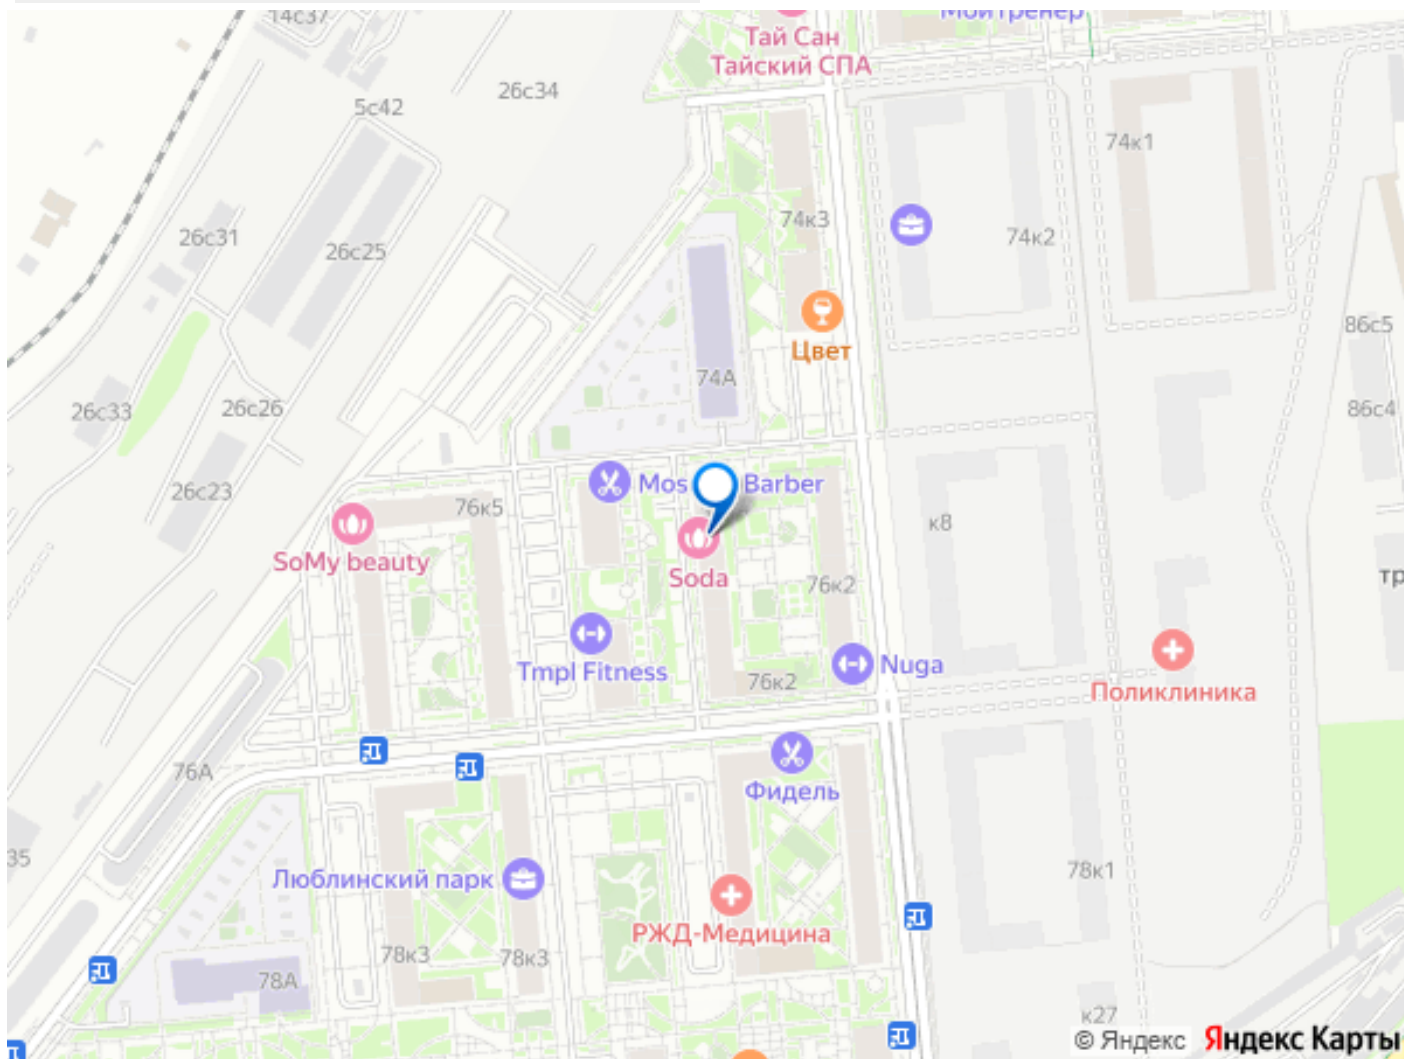 14с37
МойТренер
Тай Сан
Тайский СПА
26с34
5с42
74к1
74к3
26с31
26с25
74к2
86с5
Цвет
74А
26с33
26с26
86с4
26с23
76к5
Mos
Barber
к8
SoMy beauty
Soda
76к2
Tmpl Fitness
Nuga
76к2
Поликлиника
76А
Фидель
35
78к1
Люблинский парк
РЖД-Медицина
78к3
78к3
78А
к27
© Яндекс
Яндекс Карты